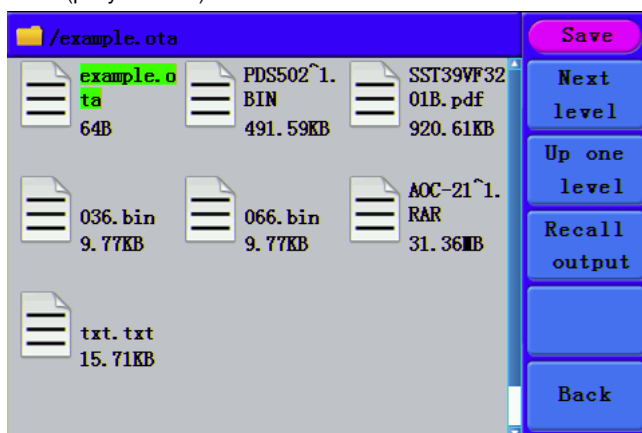 /example.ota
Save
example.o
ta
64B
PDS502~1.
BIN
491.59KB
SST39VF32
01B.pdf
920.61KB
036.bin
9.77KB
066.bin
9.77KB
AOC-21~1.
RAR
31.36MB
txt.txt
15.71KB
Next
level
Up one
level
Recall
output
Back